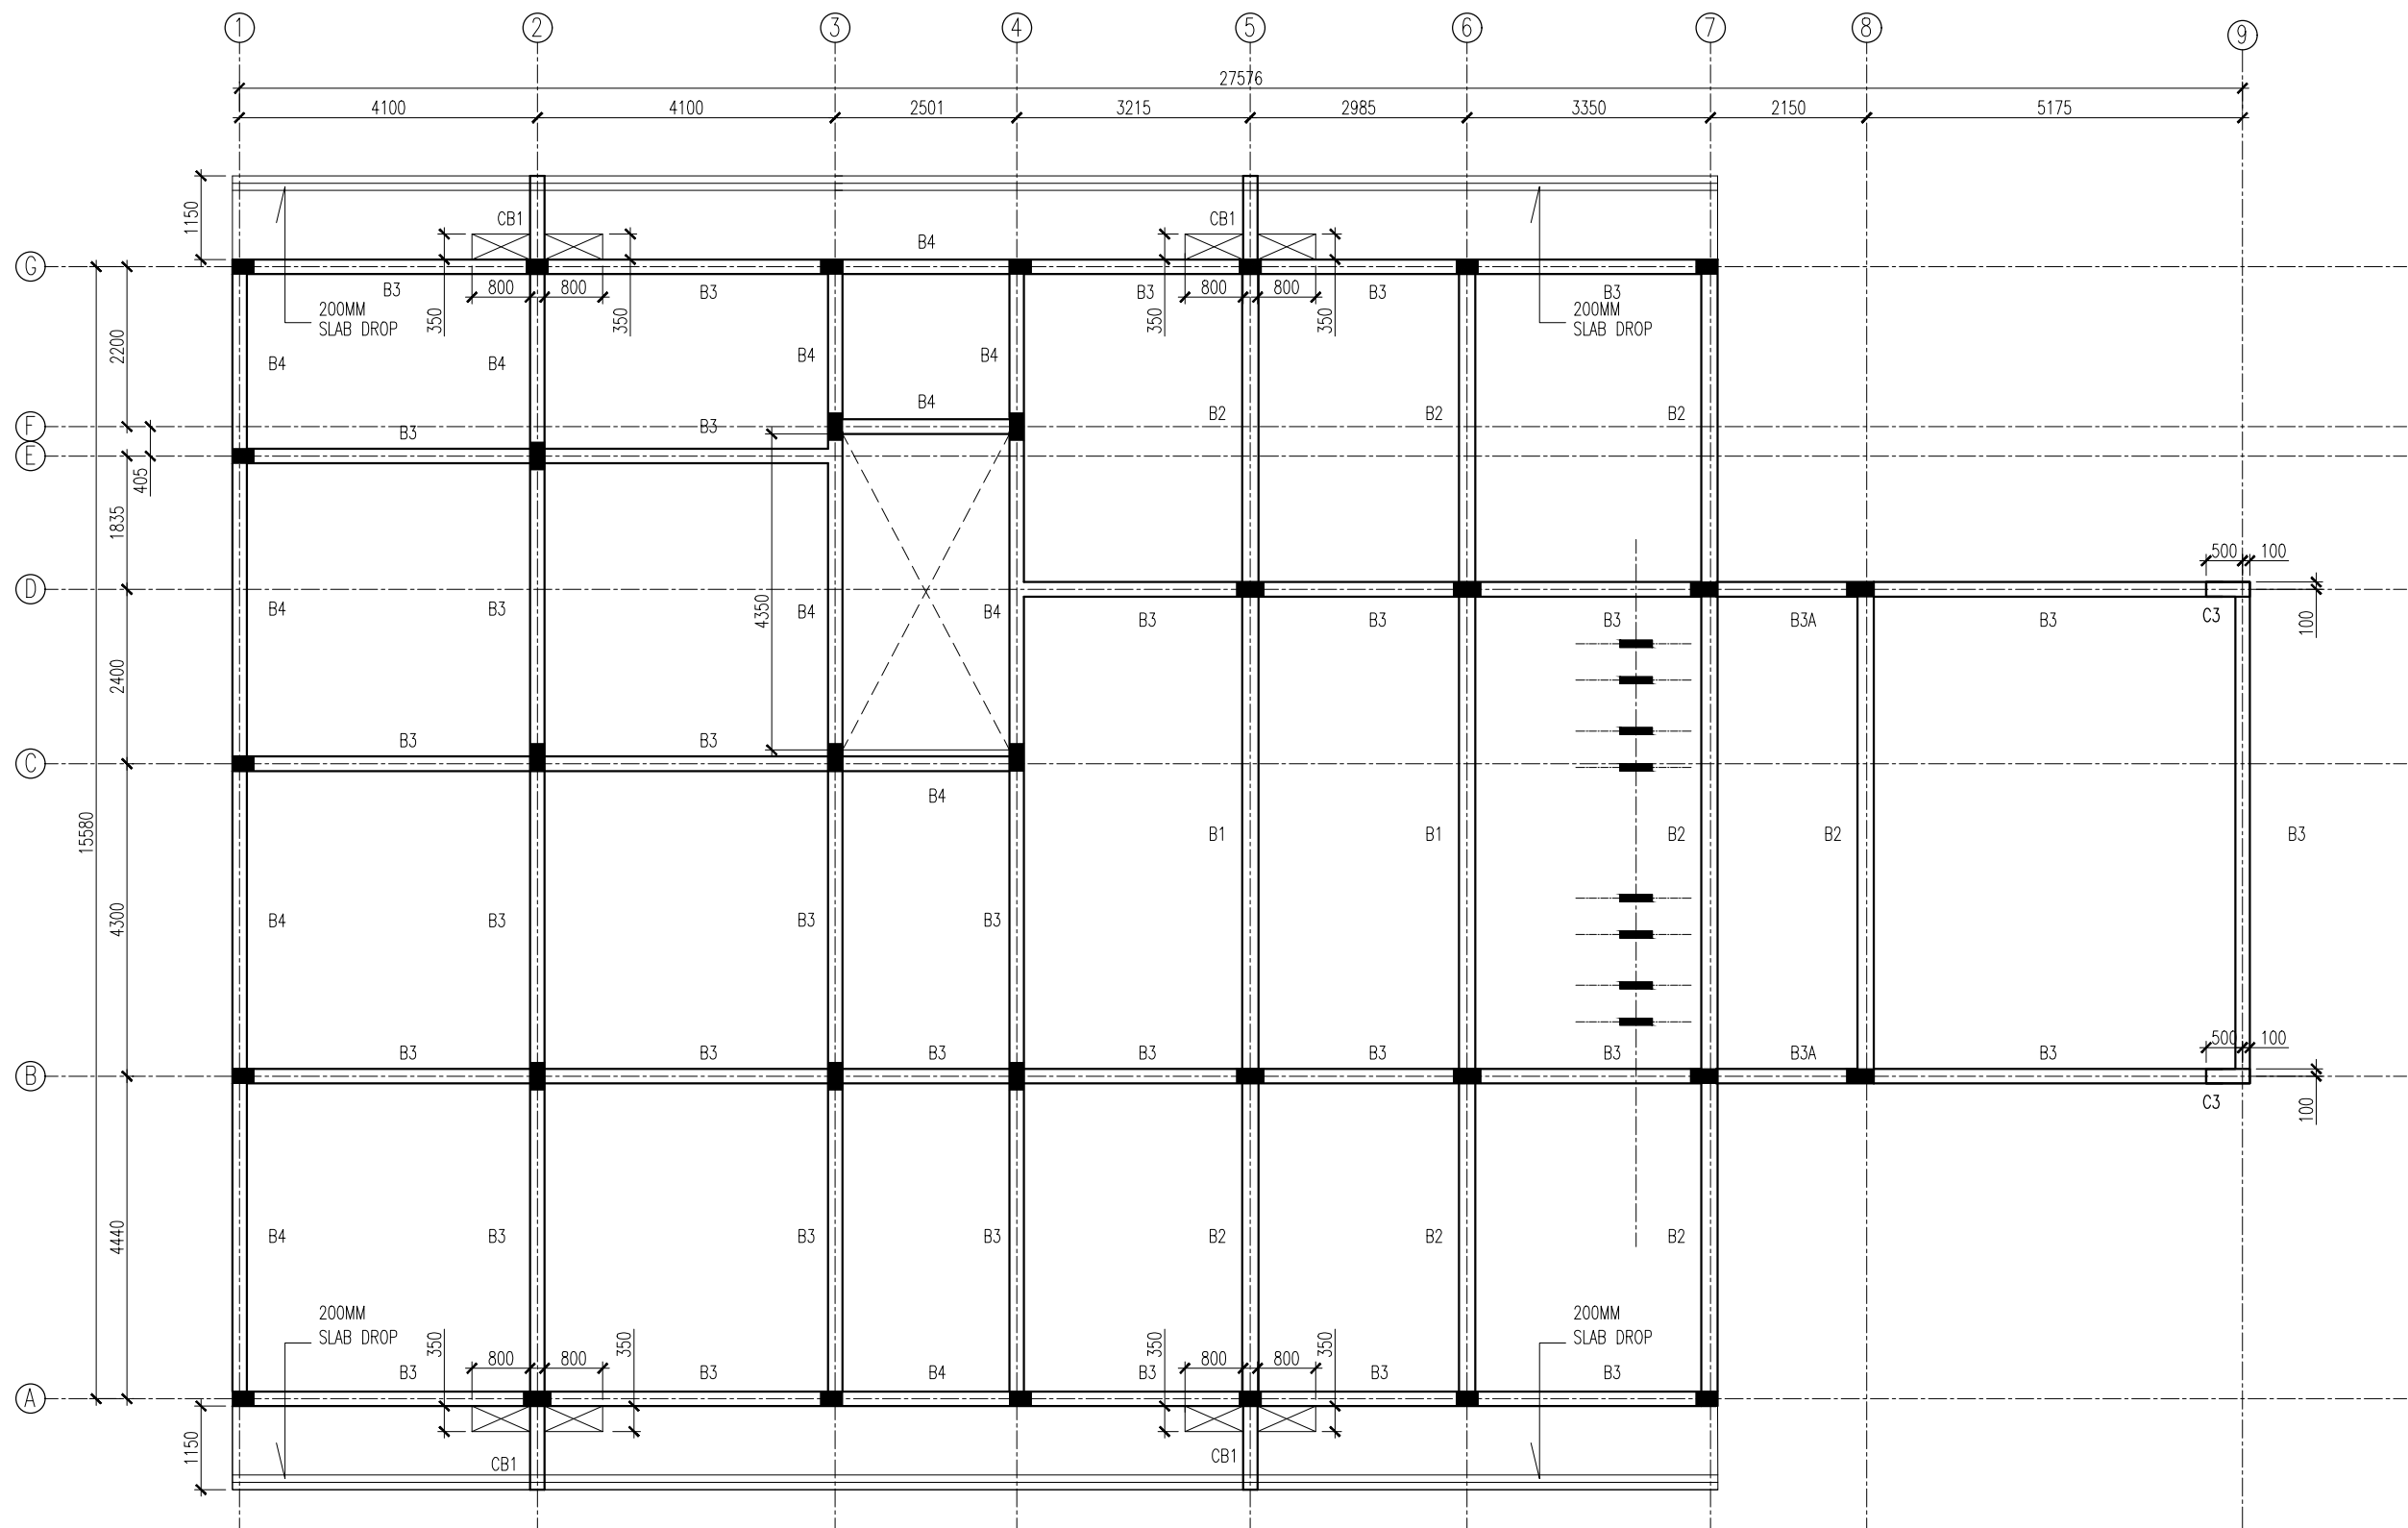 1 2 3 4 5 6 7 8 9
27576
4100 4100 2501 3215 2985 3350 2150 5175
1150
CB1 CB1
B4
G
B3 800 800 B3 B3 800 800 B3 B3
200MM
SLAB DROP
350 350 350 350
200MM
SLAB DROP
2200
B4 B4 B4 B4
B4
B2 B2 B2
F
B3 B3
E
405
1835
500 100
D
B4 B3 4350 B4 B4 B3 B3 B3 B3A B3 C3 100
2400
B3 B3
C
B4
15580
B1 B1 B2 B2 B3
4300
B4 B3 B3 B3
500 100
B3 B3 B3 B3 B3 B3 B3A B3
B
C3 100
4440
B4 B3 B3 B3 B2 B2 B2
200MM
SLAB DROP
200MM
SLAB DROP
350 350 350 350
800 800 800 800
B3 B3 B4 B3 B3 B3
A
1150
CB1 CB1